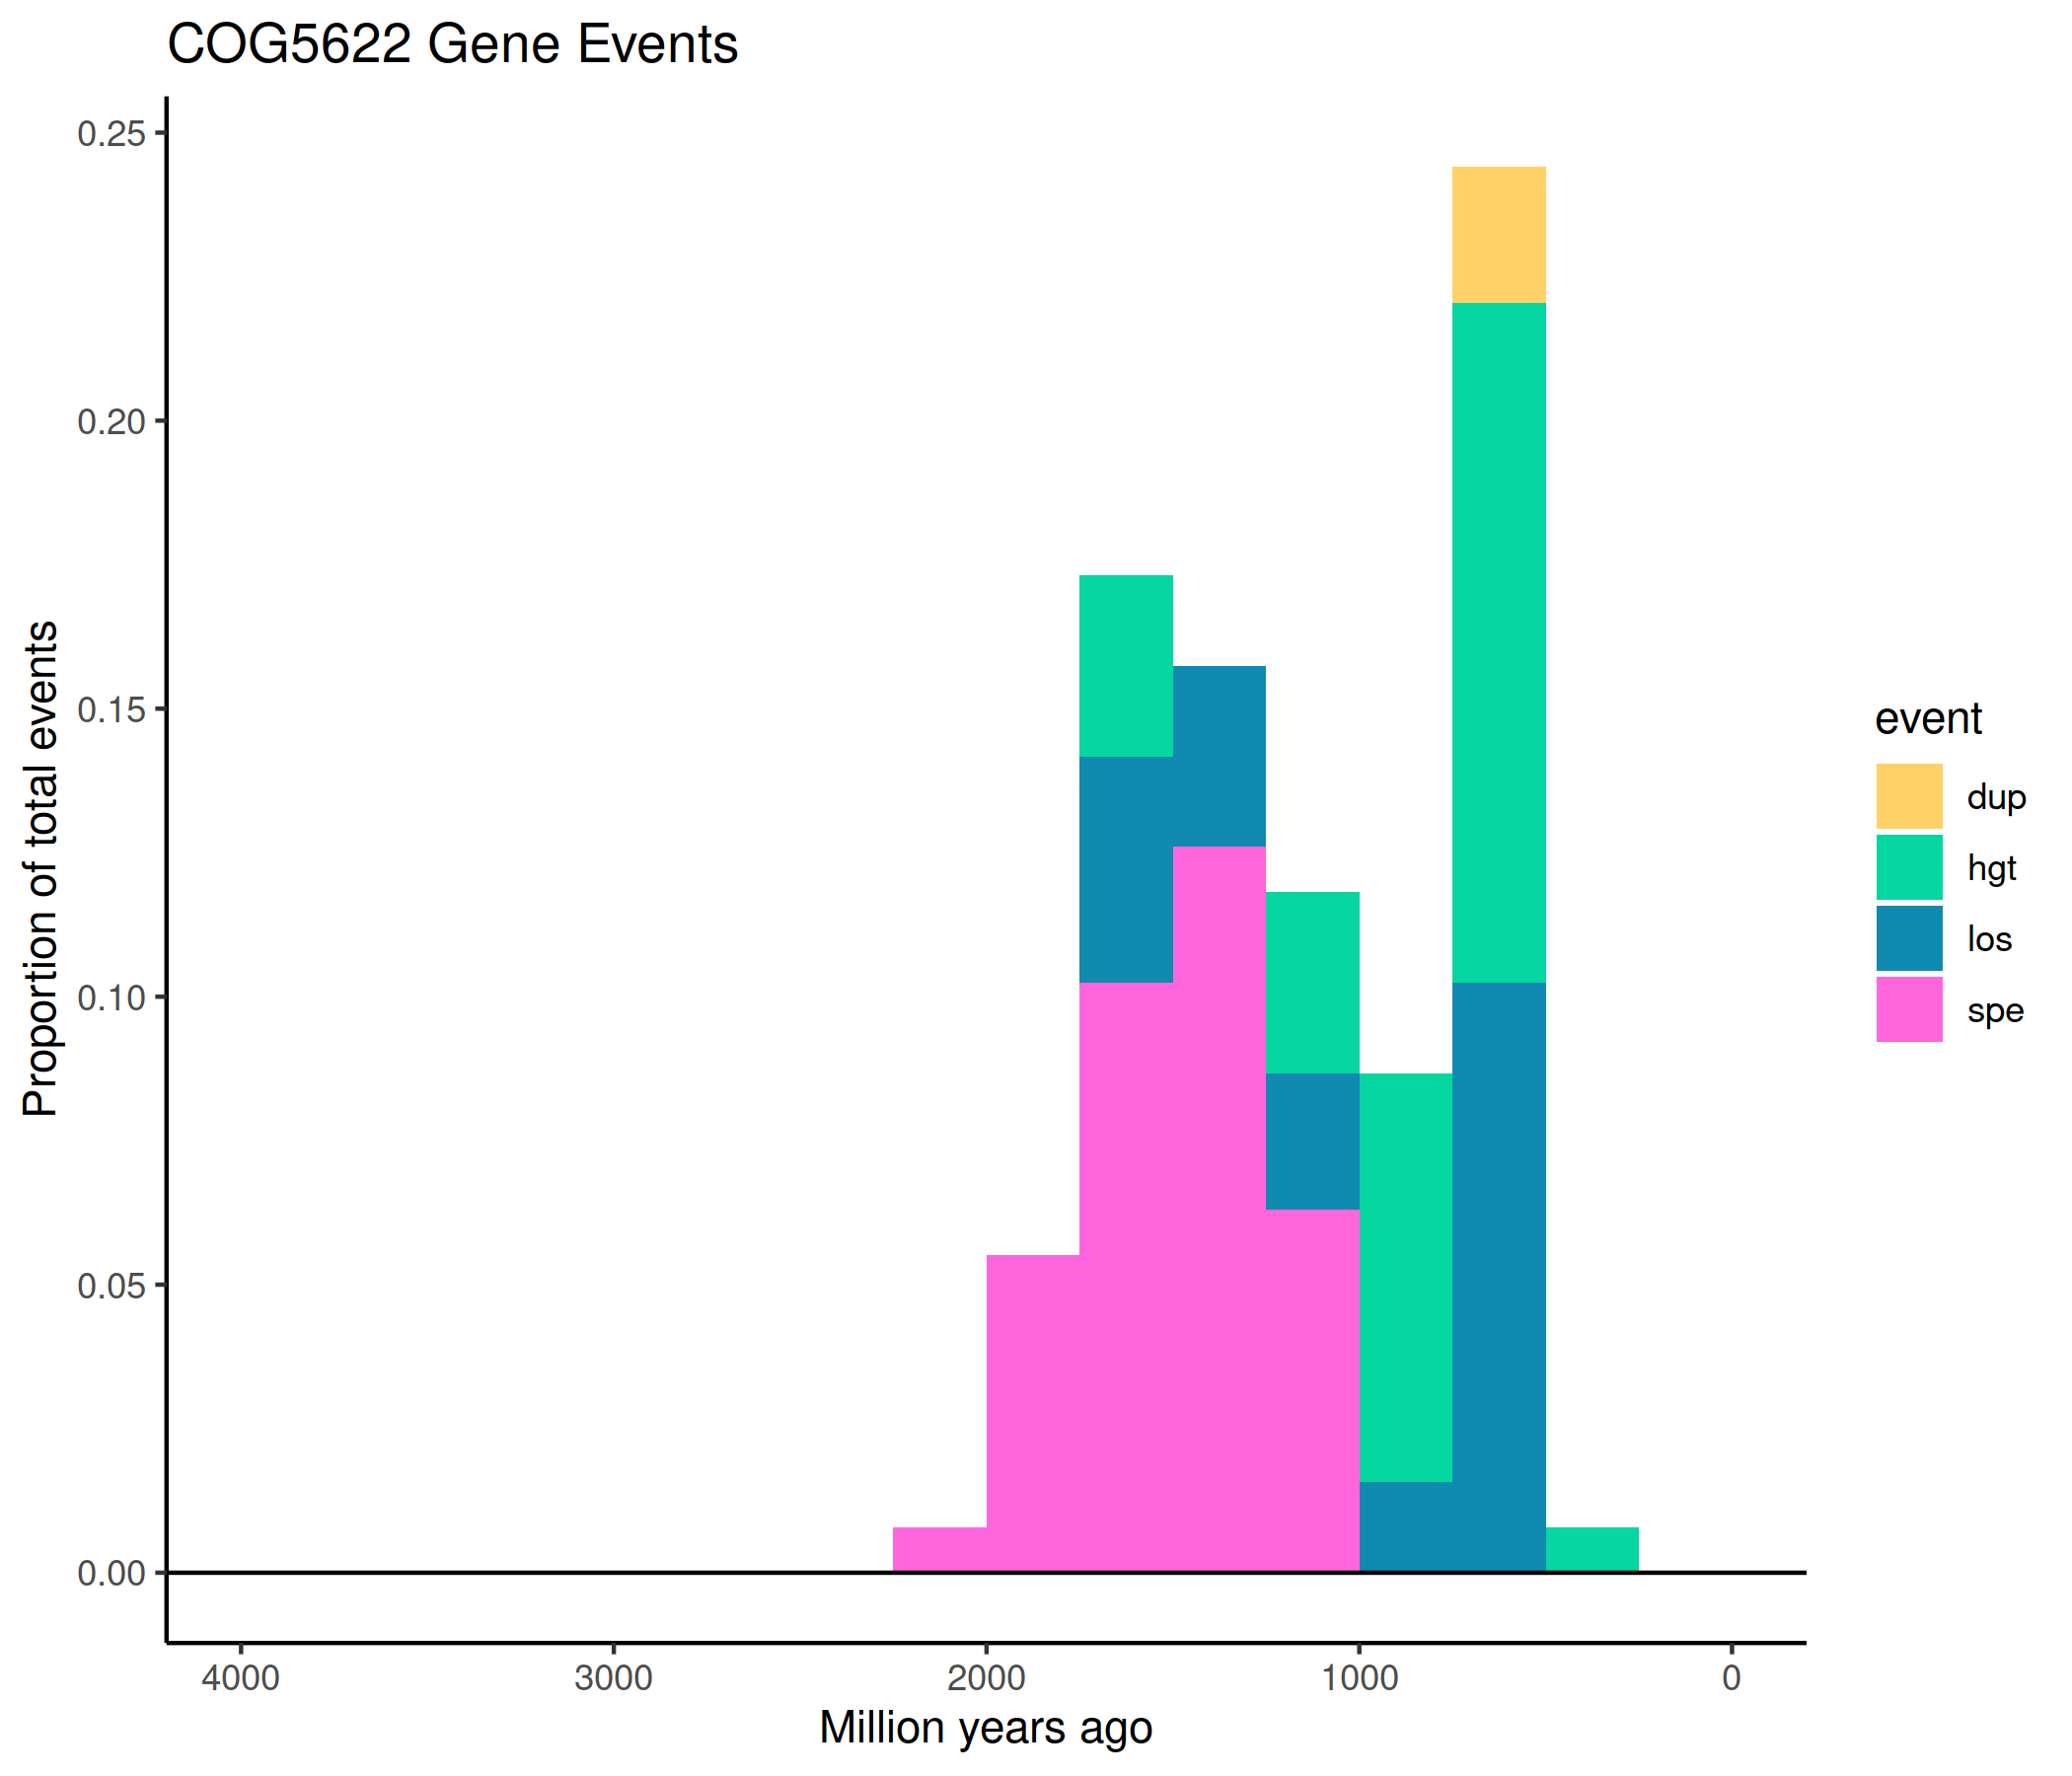 COG5622 Gene Events
0.25
0.20
0.15
0.10
0.05
0.00
Proportion of total events
4000 3000 2000 1000 0
Million years ago
event
dup
hgt
los
spe